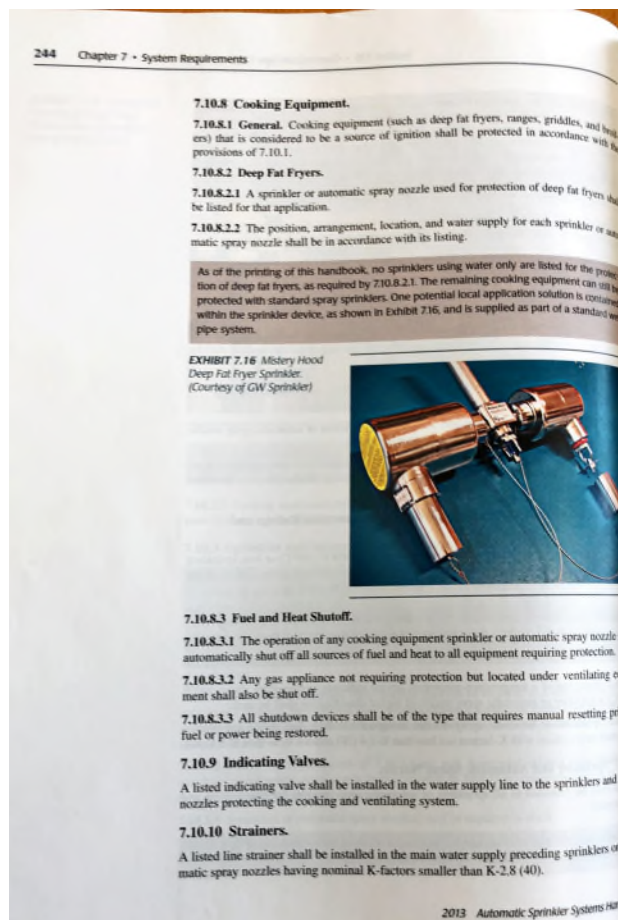 244 Chapter 7 • System Requirements
7.10.8 Cooking Equipment.
7.10.8.1 General. Cooking equipment (such as deep fat fryers, ranges, griddles, and
ers) that is considered to be a source of ignition shall be protected in accordance with
provisions of 7.10.1.
7.10.8.2 Deep Fat Fryers.
7.10.8.2.1 A sprinkler or automatic spray nozzle used for protection of deep fat fryers
be listed for that application.
7.10.8.2.2 The position, arrangement, location, and water supply for each sprinkler or
matic spray nozzle shall be in accordance with its listing.
As of the printing of this handbook, no sprinklers using water only are listed for the
tion of deep fat fryers, as required by 7.10.8.2.1. The remaining cooking equipment can still
protected with standard spray sprinklers. One potential local application solution is
within the sprinkler device, as shown in Exhibit 7.16, and is supplied as part of a standard
pipe system.
EXHIBIT 7.16 Mistery Hood
Deep Fat Fryer Sprinkler.
(Courtesy of GW Sprinkler)
7.10.8.3 Fuel and Heat Shutoff.
7.10.8.3.1 The operation of any cooking equipment sprinkler or automatic spray nozzle
automatically shut off all sources of fuel and heat to all equipment requiring protection.
7.10.8.3.2 Any gas appliance not requiring protection but located under ventilating
ment shall also be shut off.
7.10.8.3.3 All shutdown devices shall be of the type that requires manual resetting
fuel or power being restored.
7.10.9 Indicating Valves.
A listed indicating valve shall be installed in the water supply line to the sprinklers and
nozzles protecting the cooking and ventilating system.
7.10.10 Strainers.
A listed line strainer shall be installed in the main water supply preceding sprinklers
matic spray nozzles having nominal K-factors smaller than K-2.8 (40).
2013 Automatic Sprinkler Systems